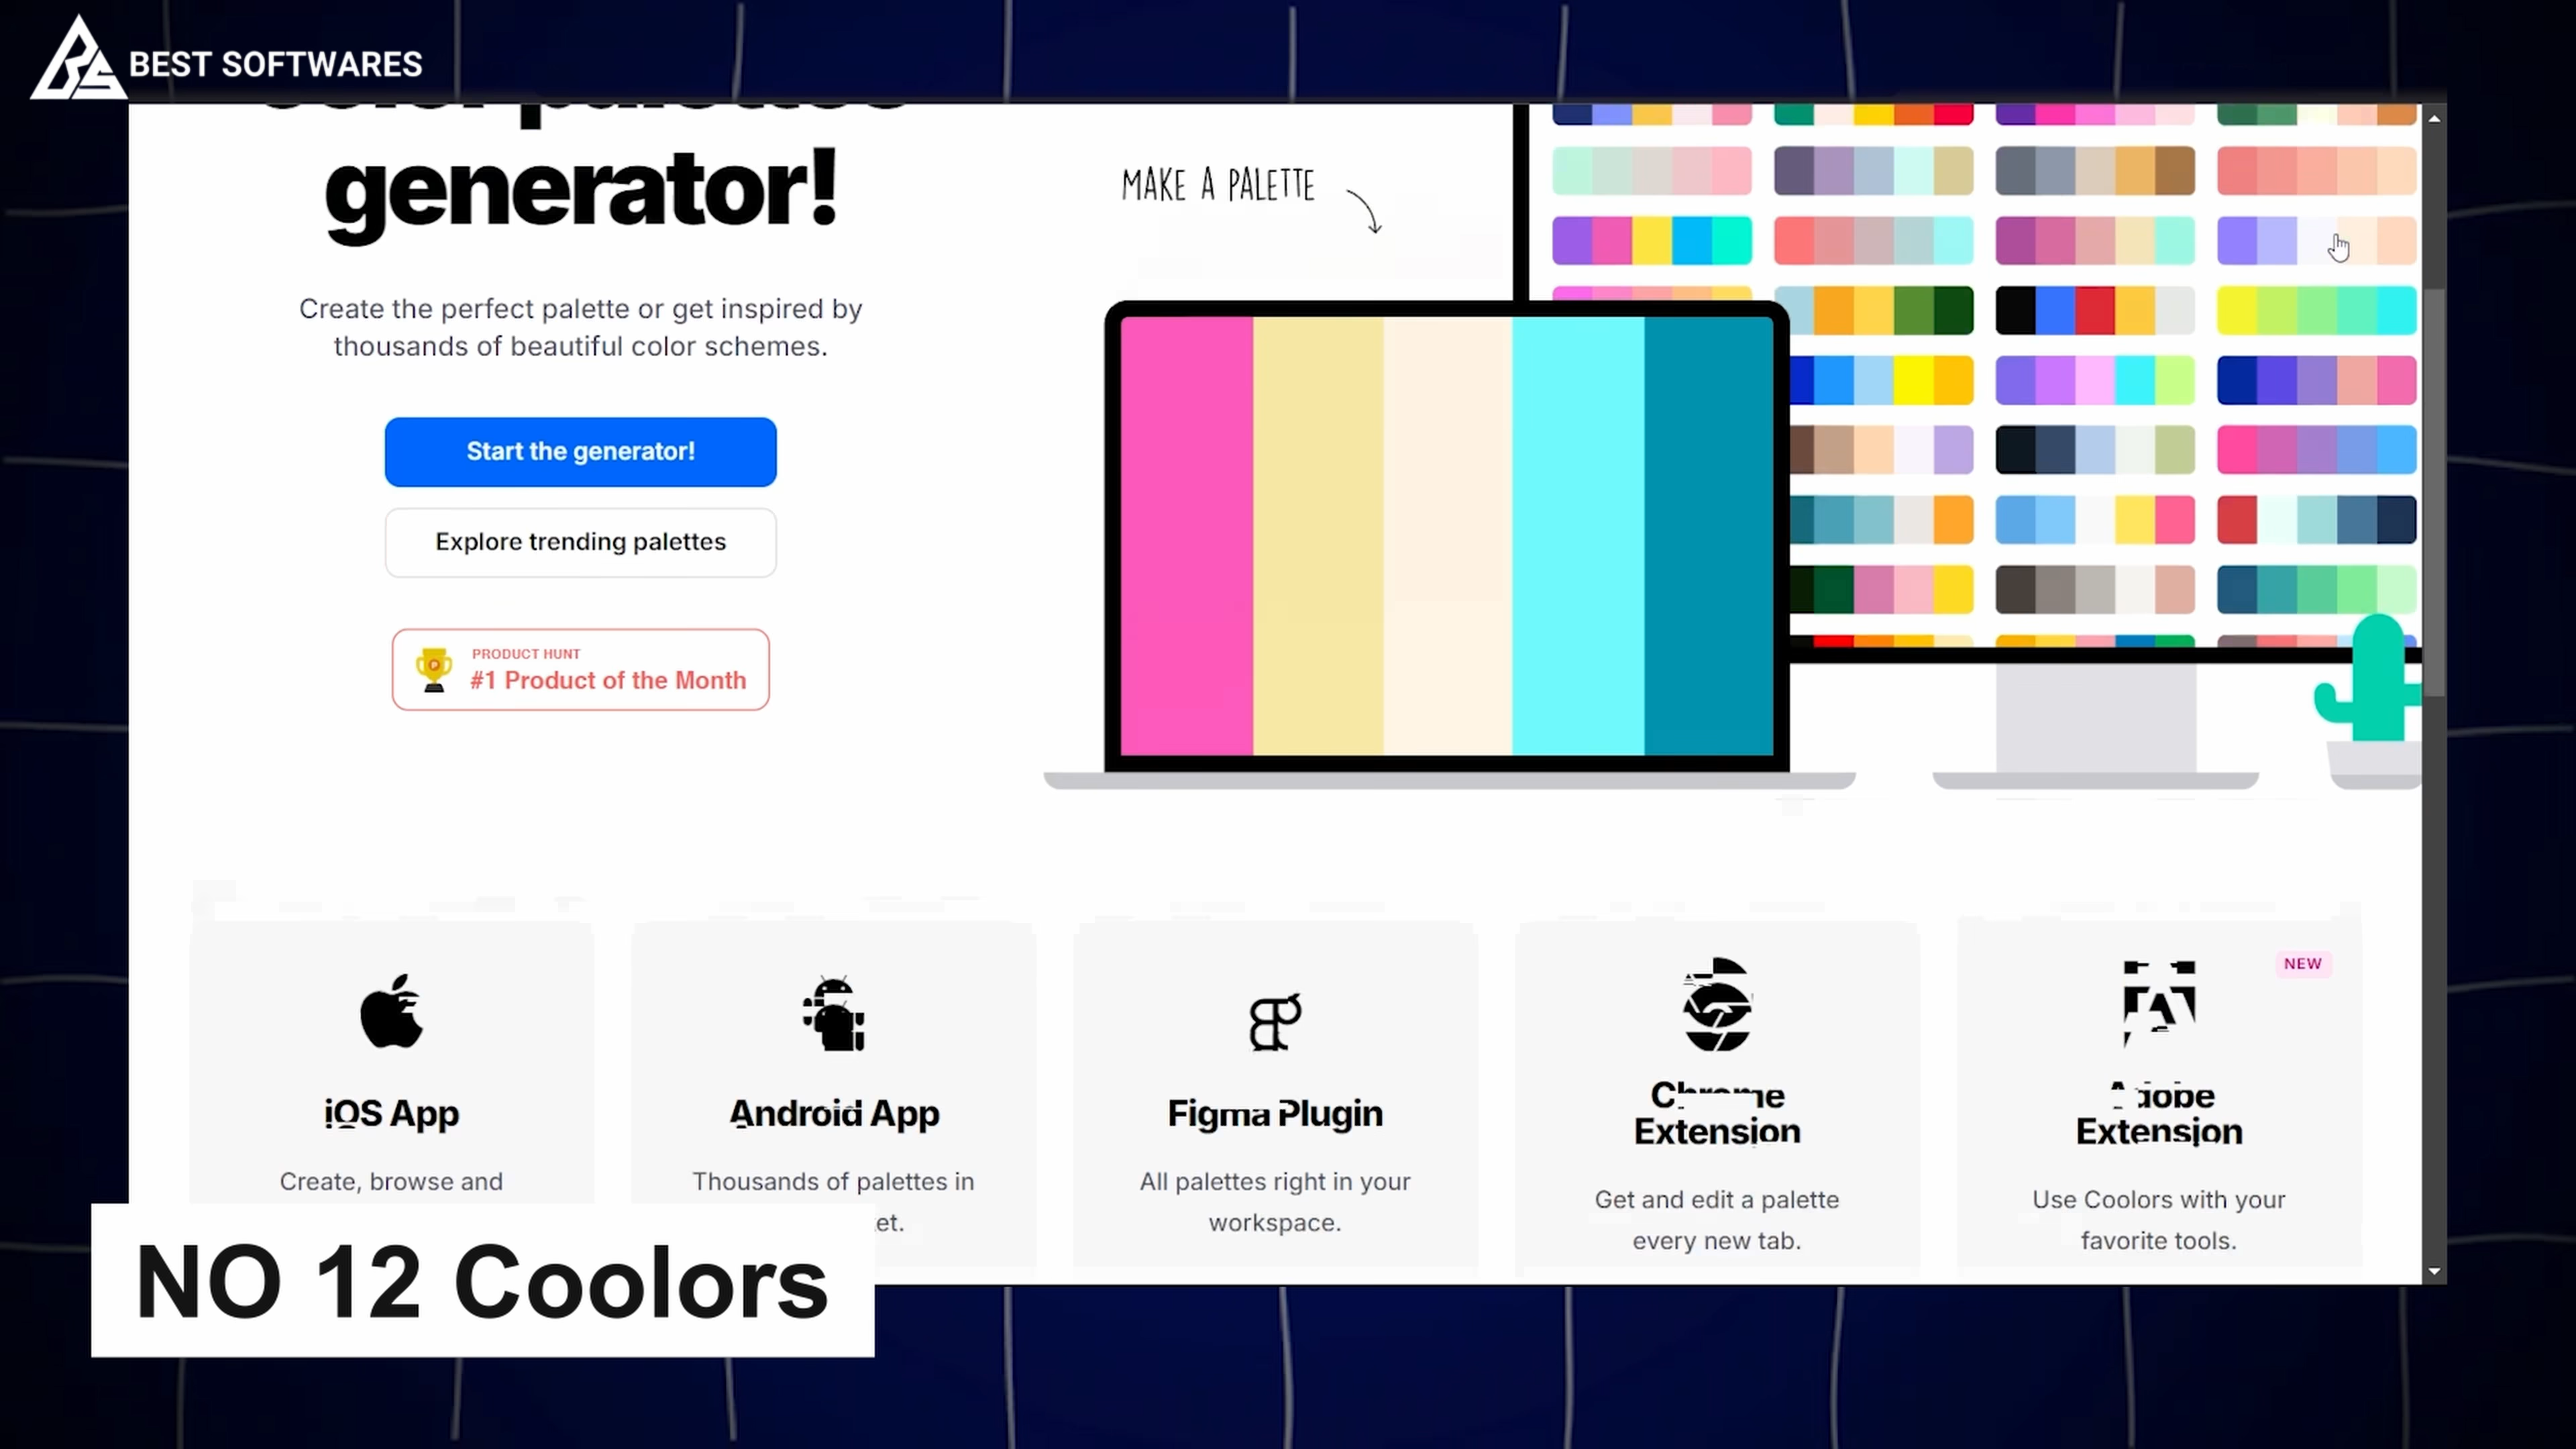 BEST SOFTWARES
generator!
Create the perfect palette or get inspired by
thousands of beautiful color schemes.
Start the generator!
Explore trending palettes
PRODUCT HUNT
#1 Product of the Month
MAKE A PALETTE
iOS App
Create, browse and
Android App
Thousands of palettes in
Figma Plugin
All palettes right in your
workspace.
Chrome
Extension
Get and edit a palette
every new tab.
NEW
Adobe
Extension
Use Coolors with your
favorite tools.
NO 12 Coolors